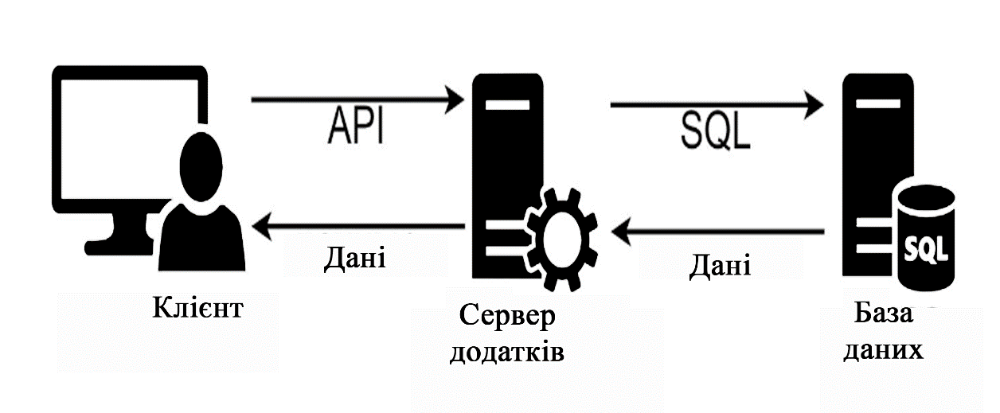 API
SQL
Дані
Дані
SQL
Клієнт
Сервер
додатків
База
даних